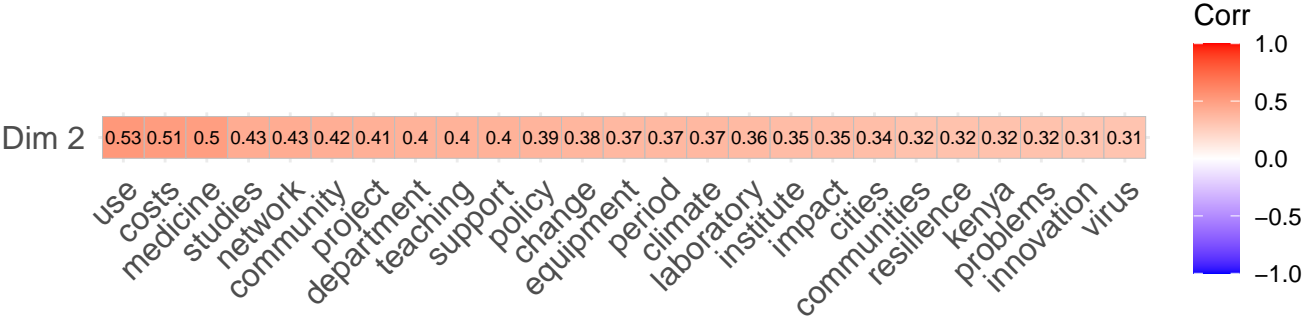 Corr
1.0
0.5
0.0
−0.5
−1.0
Dim 2 0.53 0.51 0.5 0.43 0.43 0.42 0.41 0.4 0.4 0.4 0.39 0.38 0.37 0.37 0.37 0.36 0.35 0.35 0.34 0.32 0.32 0.32 0.32 0.31 0.31
use
costs
medicine
studies
network
community
project
department
teaching
support
policy
change
equipment
period
climate
laboratory
institute
impact
cities
communities
resilience
kenya
problems
innovation
virus